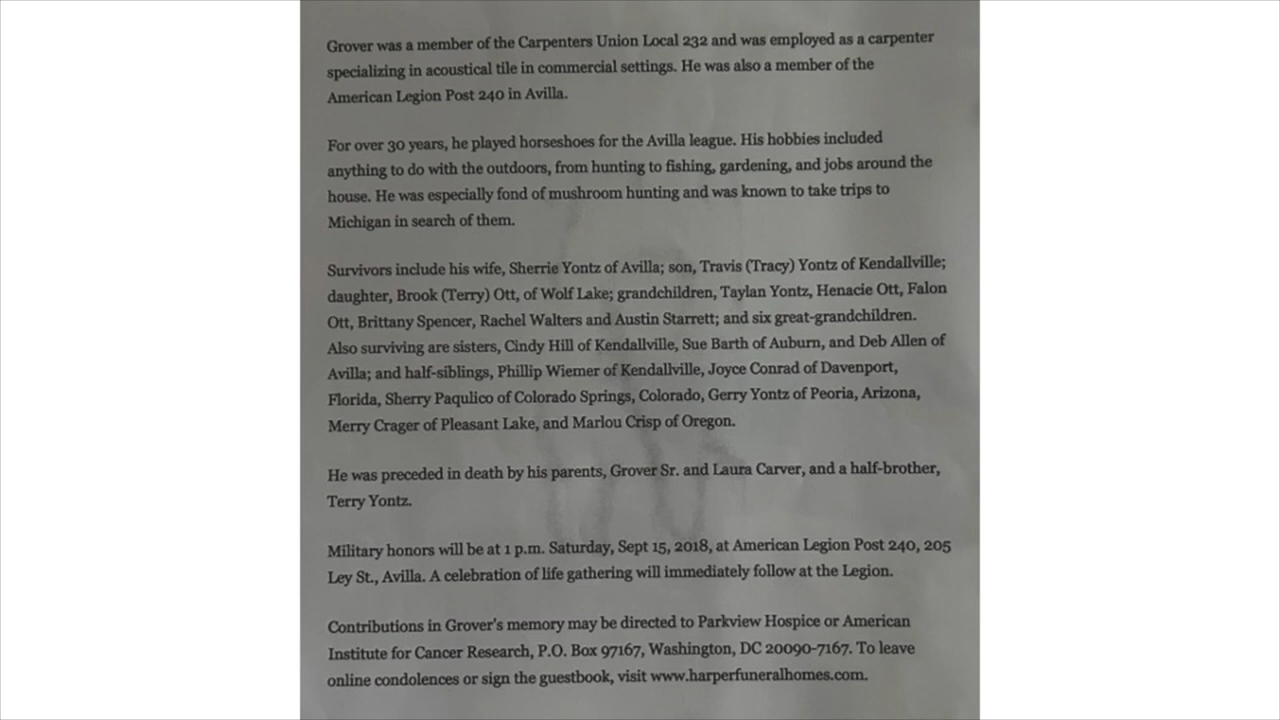 Grover was a member of the Carpenters Union Local 232 and was employed as a carpenter
specializing in acoustical tile in commercial settings. He was also a member of the
American Legion Post 240 in Avilla.
For over 30 years, he played horseshoes for the Avilla league. His hobbies included
anything to do with the outdoors, from hunting to fishing, gardening, and jobs around the
house. He was especially fond of mushroom hunting and was known to take trips to
Michigan in search of them.
Survivors include his wife, Sherrie Yontz of Avilla; son, Travis (Tracy) Yontz of Kendallville;
daughter, Brook (Terry) Ott, of Wolf Lake; grandchildren, Taylan Yontz, Henacie Ott, Falon
Ott, Brittany Spencer, Rachel Walters and Austin Starrett; and six great-grandchildren.
Also surviving are sisters, Cindy Hill of Kendallville, Sue Barth of Auburn, and Deb Allen of
Avilla; and half-siblings, Phillip Wiemer of Kendallville, Joyce Conrad of Davenport,
Florida, Sherry Paqulico of Colorado Springs, Colorado, Gerry Yontz of Peoria, Arizona,
Merry Crager of Pleasant Lake, and Marlou Crisp of Oregon.
He was preceded in death by his parents, Grover Sr. and Laura Carver, and a half-brother,
Terry Yontz.
Military honors will be at 1 p.m. Saturday, Sept 15, 2018, at American Legion Post 240, 205
Ley St., Avilla. A celebration of life gathering will immediately follow at the Legion.
Contributions in Grover's memory may be directed to Parkview Hospice or American
Institute for Cancer Research, P.O. Box 97167, Washington, DC 20090-7167. To leave
online condolences or sign the guestbook, visit www.harperfuneralhomes.com.